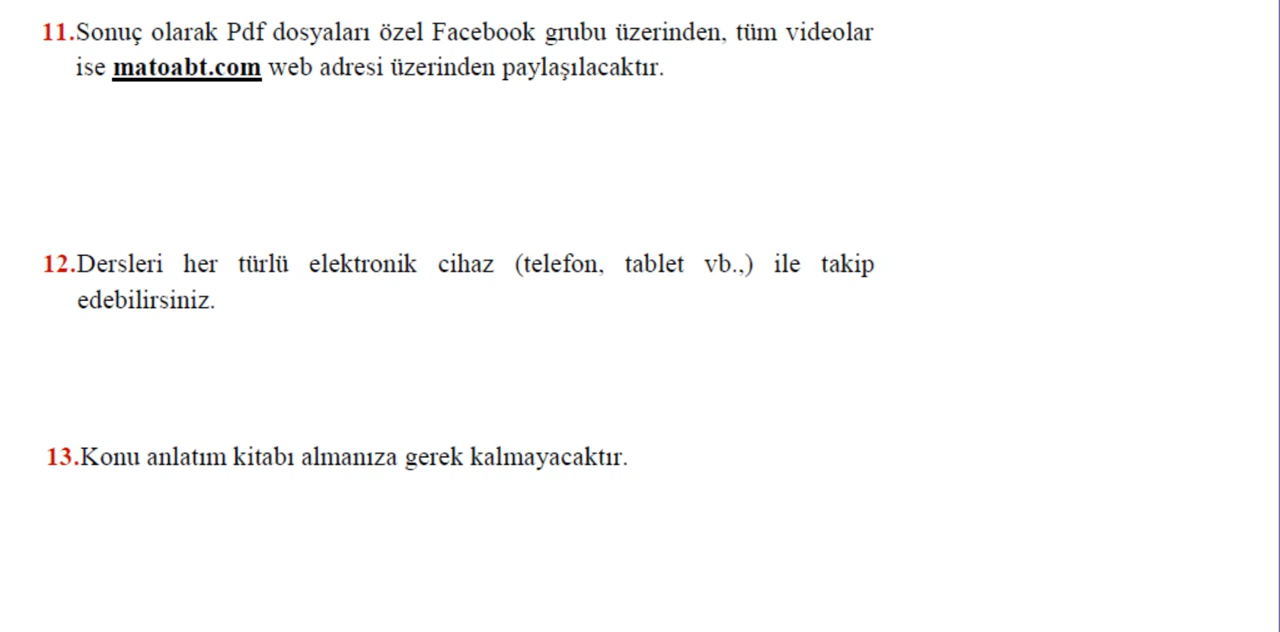 11.Sonuç olarak Pdf dosyaları özel Facebook grubu üzerinden, tüm videolar
ise matoabt.com web adresi üzerinden paylaşılacaktır.
12.Dersleri her türlü elektronik cihaz (telefon, tablet vb.,) ile takip
edebilirsiniz.
13.Konu anlatım kitabı almanıza gerek kalmayacaktır.